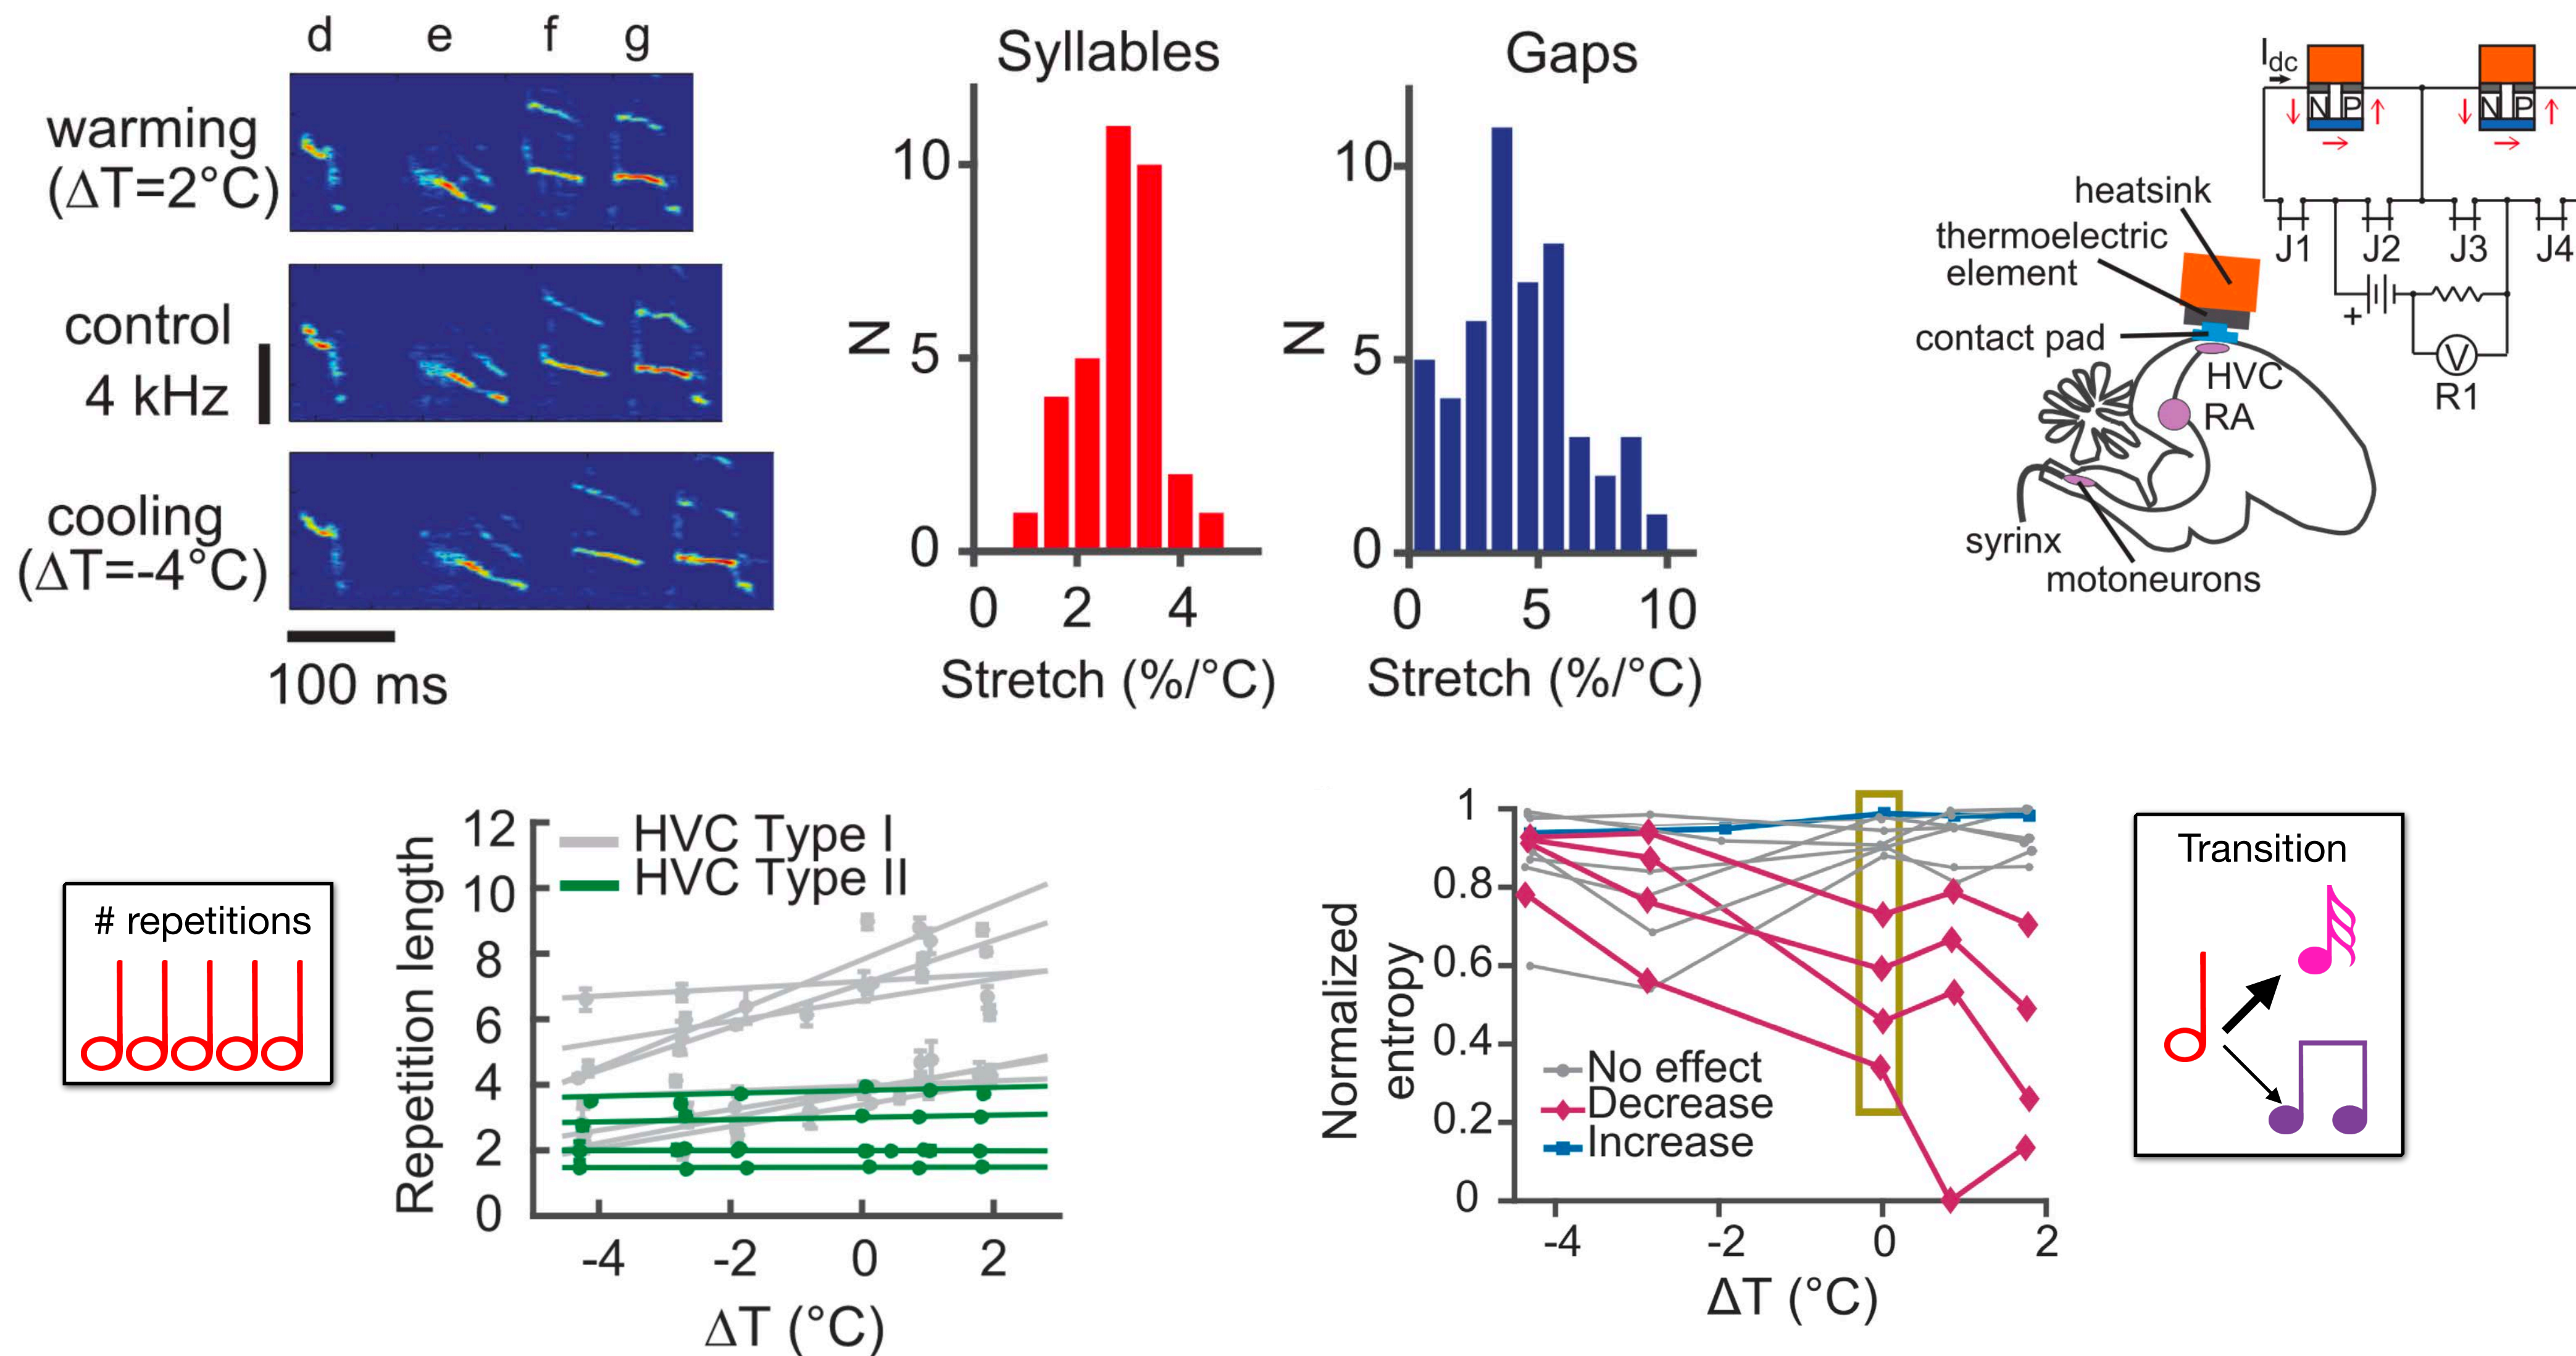 d e f g
warming
(ΔT=2°C)
control
4 kHz
cooling
(ΔT=-4°C)
100 ms
Syllables
N
10
5
0
0 2 4
Stretch (%/°C)
Gaps
N
10
5
0
0 5 10
Stretch (%/°C)
Idc
N P
N P
J1 J2 J3 J4
+
V
R1
heatsink
thermoelectric
element
contact pad
HVC
RA
syrinx
motoneurons
# repetitions
Repetition length
12
10
8
6
4
2
0
HVC Type I
HVC Type II
-4 -2 0 2
ΔT (°C)
Normalized
entropy
1
0.8
0.6
0.4
0.2
0
No effect
Decrease
Increase
-4 -2 0 2
ΔT (°C)
Transition